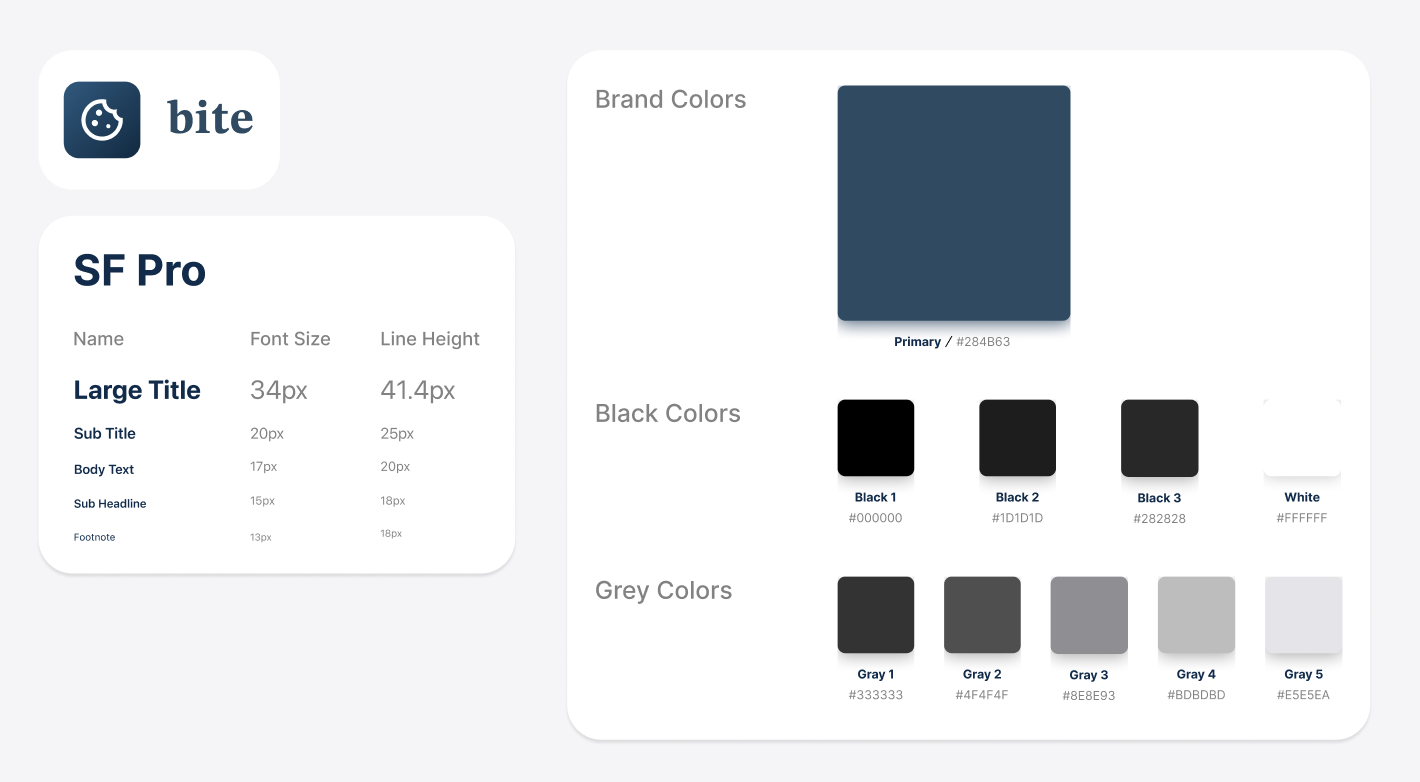 bite
SF Pro
Name Font Size Line Height
Large Title 34px 41.4px
Sub Title 20px 25px
Body Text 17px 20px
Sub Headline 15px 18px
Footnote 13px 18px
Brand Colors
Primary / #284B63
Black Colors
Black 1 Black 2 Black 3 White
#000000 #1D1D1D #282828 #FFFFFF
Grey Colors
Gray 1 Gray 2 Gray 3 Gray 4 Gray 5
#333333 #4F4F4F #8E8E93 #BDBDBD #E5E5EA